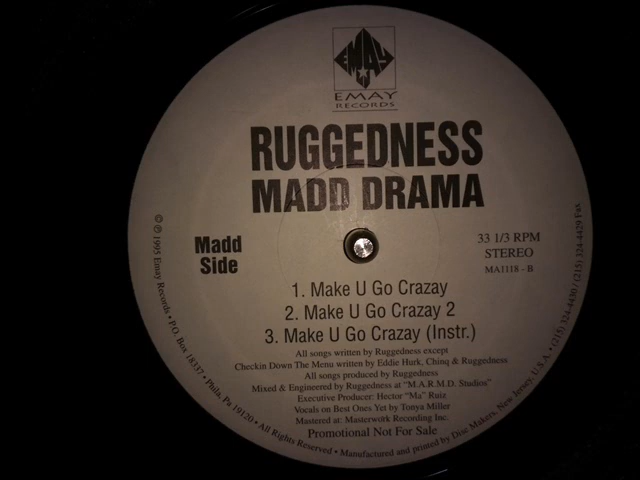 EMAY
EMAY
RECORDS
RUGGEDNESS
MADD DRAMA
Madd
Side
33 1/3 RPM
STEREO
MA1118 - B
1. Make U Go Crazay
2. Make U Go Crazay 2
3. Make U Go Crazay (Instr.)
All songs written by Ruggedness except
Checkin Down The Menu written by Eddie Hurk, Chinq & Ruggedness
All songs produced by Ruggedness
Mixed & Engineered by Ruggedness at "M.A.R.M.D. Studios"
Executive Producer: Hector "Ma" Ruiz
Vocals on Best Ones Yet by Tonya Miller
Mastered at: Masterwork Recording Inc.
Promotional Not For Sale
© ℗ 1995 Emay Records • P.O. Box 18337 • Phila, Pa 19120 • All Rights Reserved • Manufactured and printed by Disc Makers, New Jersey, U.S.A. • (215) 324-4430 / (215) 324-4429 Fax